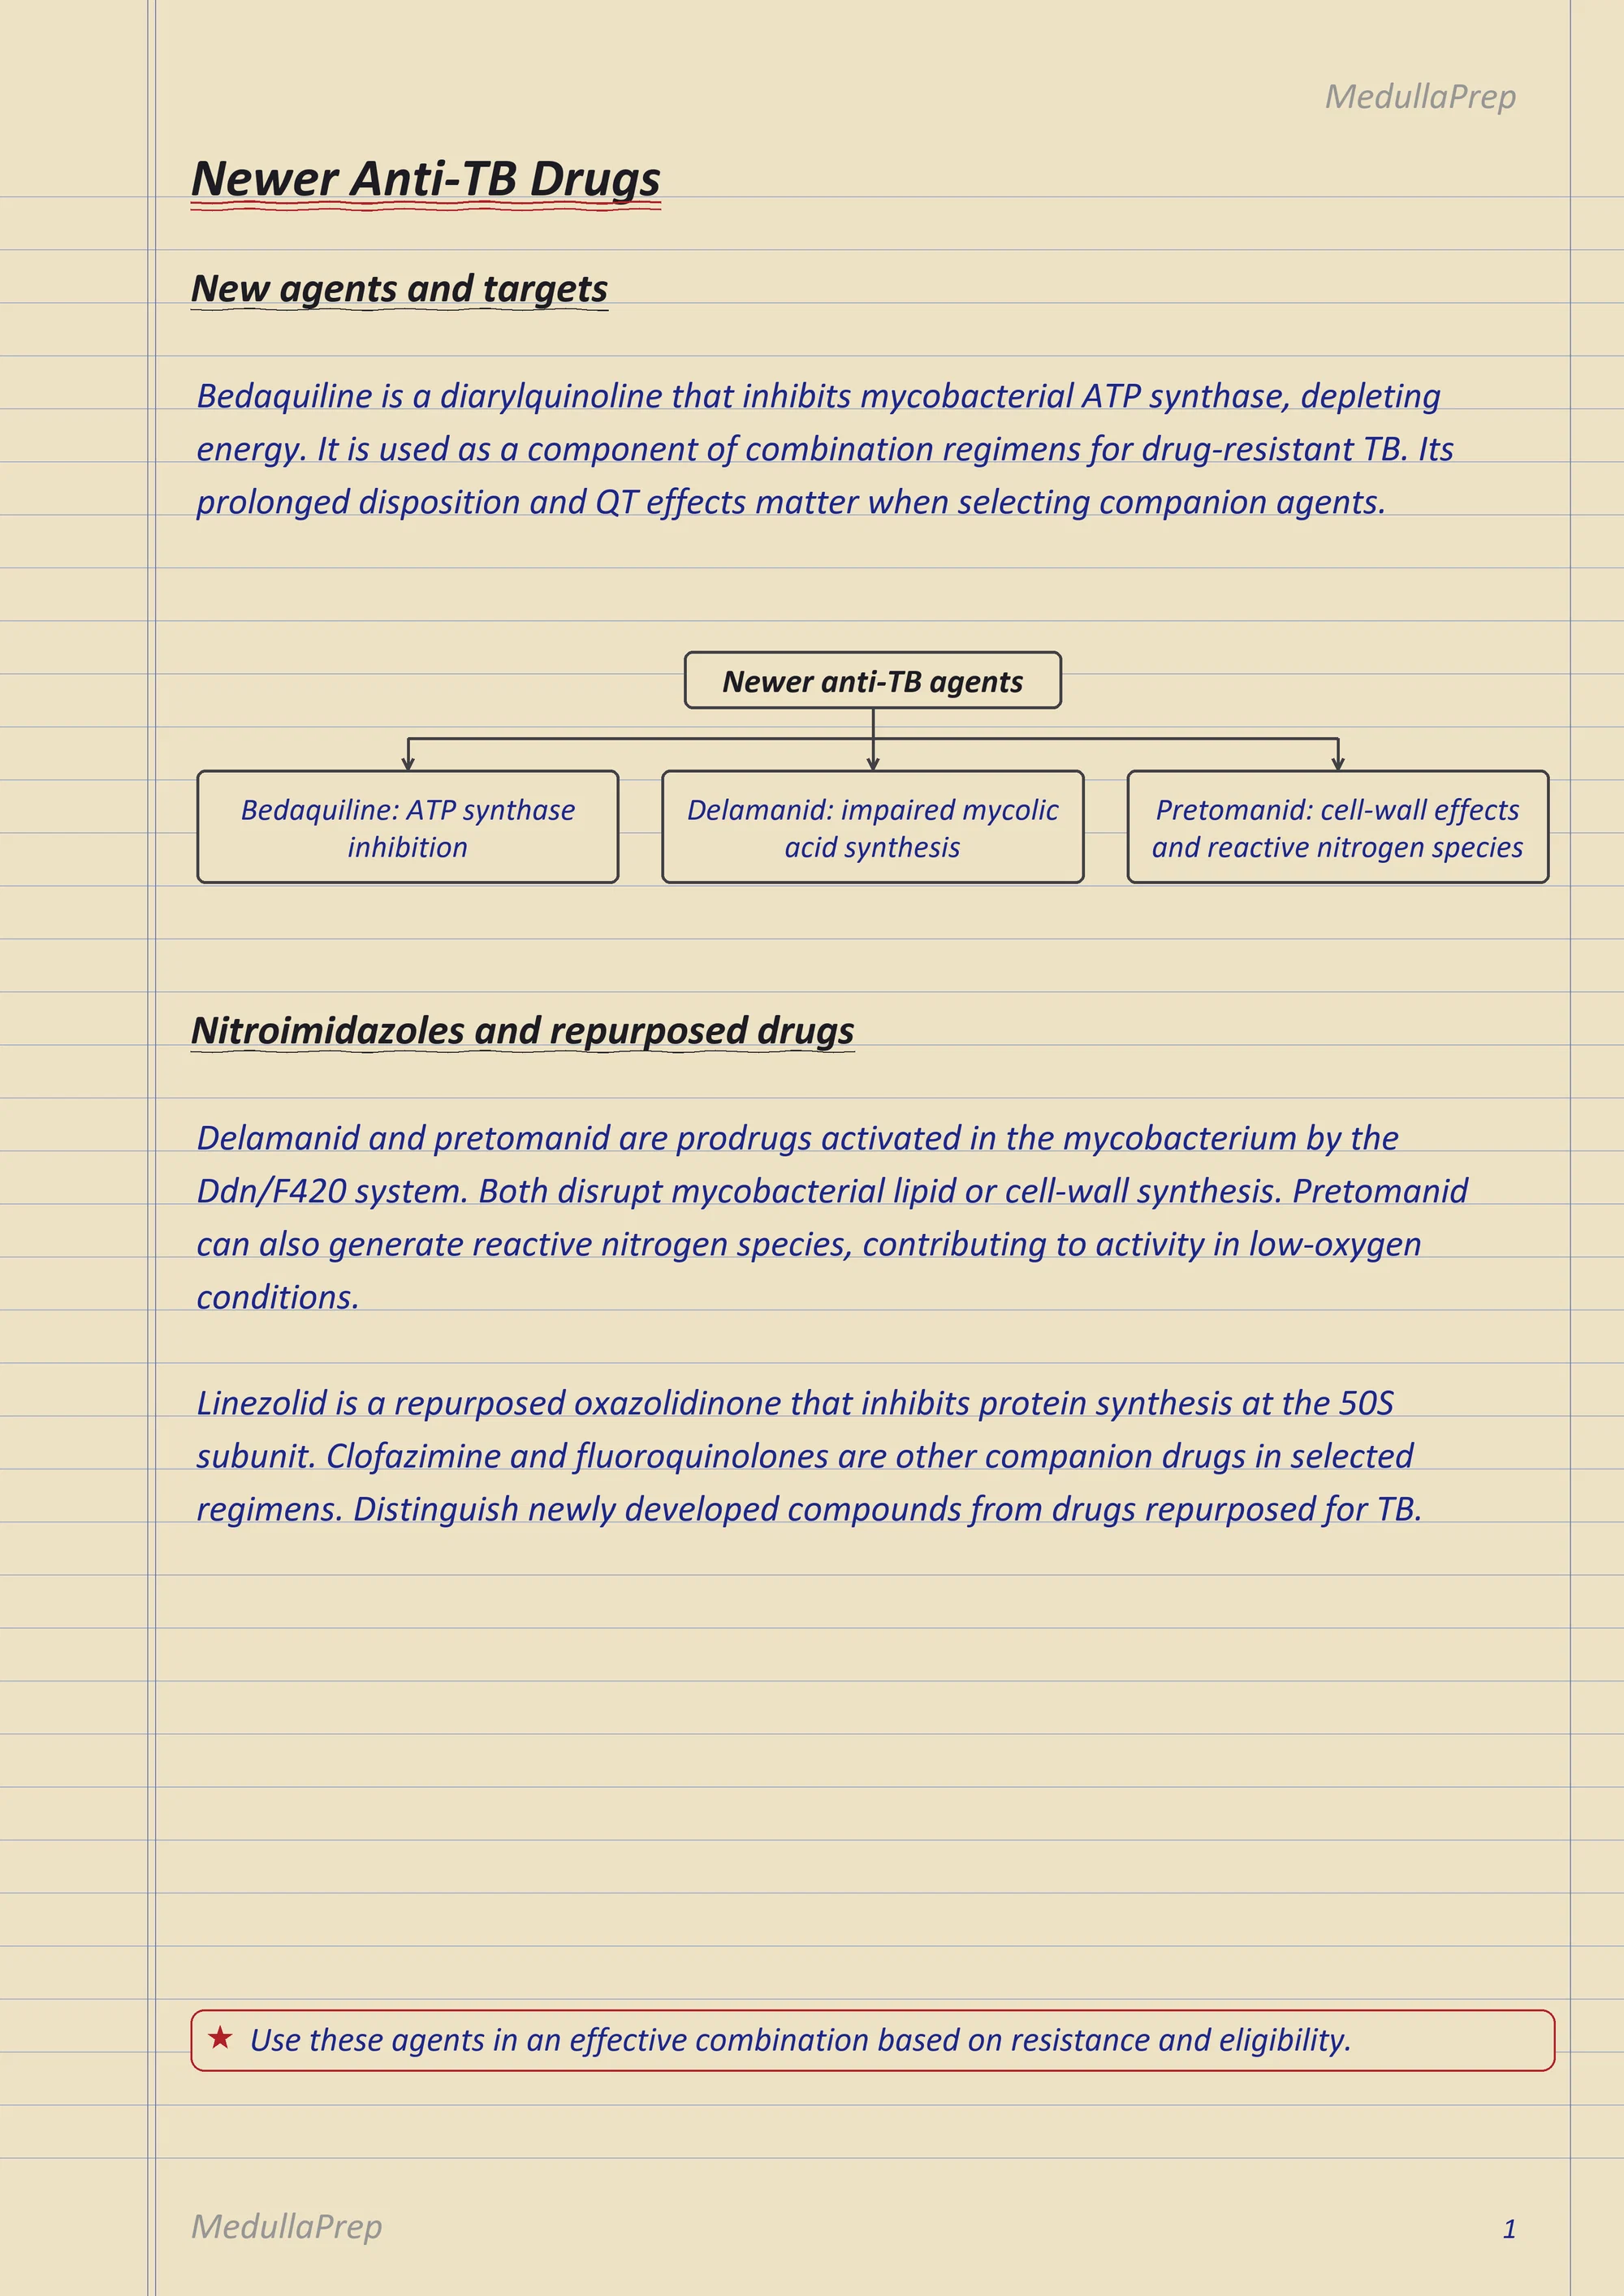 MedullaPrep
Newer Anti-TB Drugs
New agents and targets
Bedaquiline is a diarylquinoline that inhibits mycobacterial ATP synthase, depleting
energy. It is used as a component of combination regimens for drug-resistant TB. Its
prolonged disposition and QT effects matter when selecting companion agents.
Newer anti-TB agents
Bedaquiline: ATP synthase
inhibition
Delamanid: impaired mycolic
acid synthesis
Pretomanid: cell-wall effects
and reactive nitrogen species
Nitroimidazoles and repurposed drugs
Delamanid and pretomanid are prodrugs activated in the mycobacterium by the
Ddn/F420 system. Both disrupt mycobacterial lipid or cell-wall synthesis. Pretomanid
can also generate reactive nitrogen species, contributing to activity in low-oxygen
conditions.
Linezolid is a repurposed oxazolidinone that inhibits protein synthesis at the 50S
subunit. Clofazimine and fluoroquinolones are other companion drugs in selected
regimens. Distinguish newly developed compounds from drugs repurposed for TB.
★ Use these agents in an effective combination based on resistance and eligibility.
MedullaPrep
1